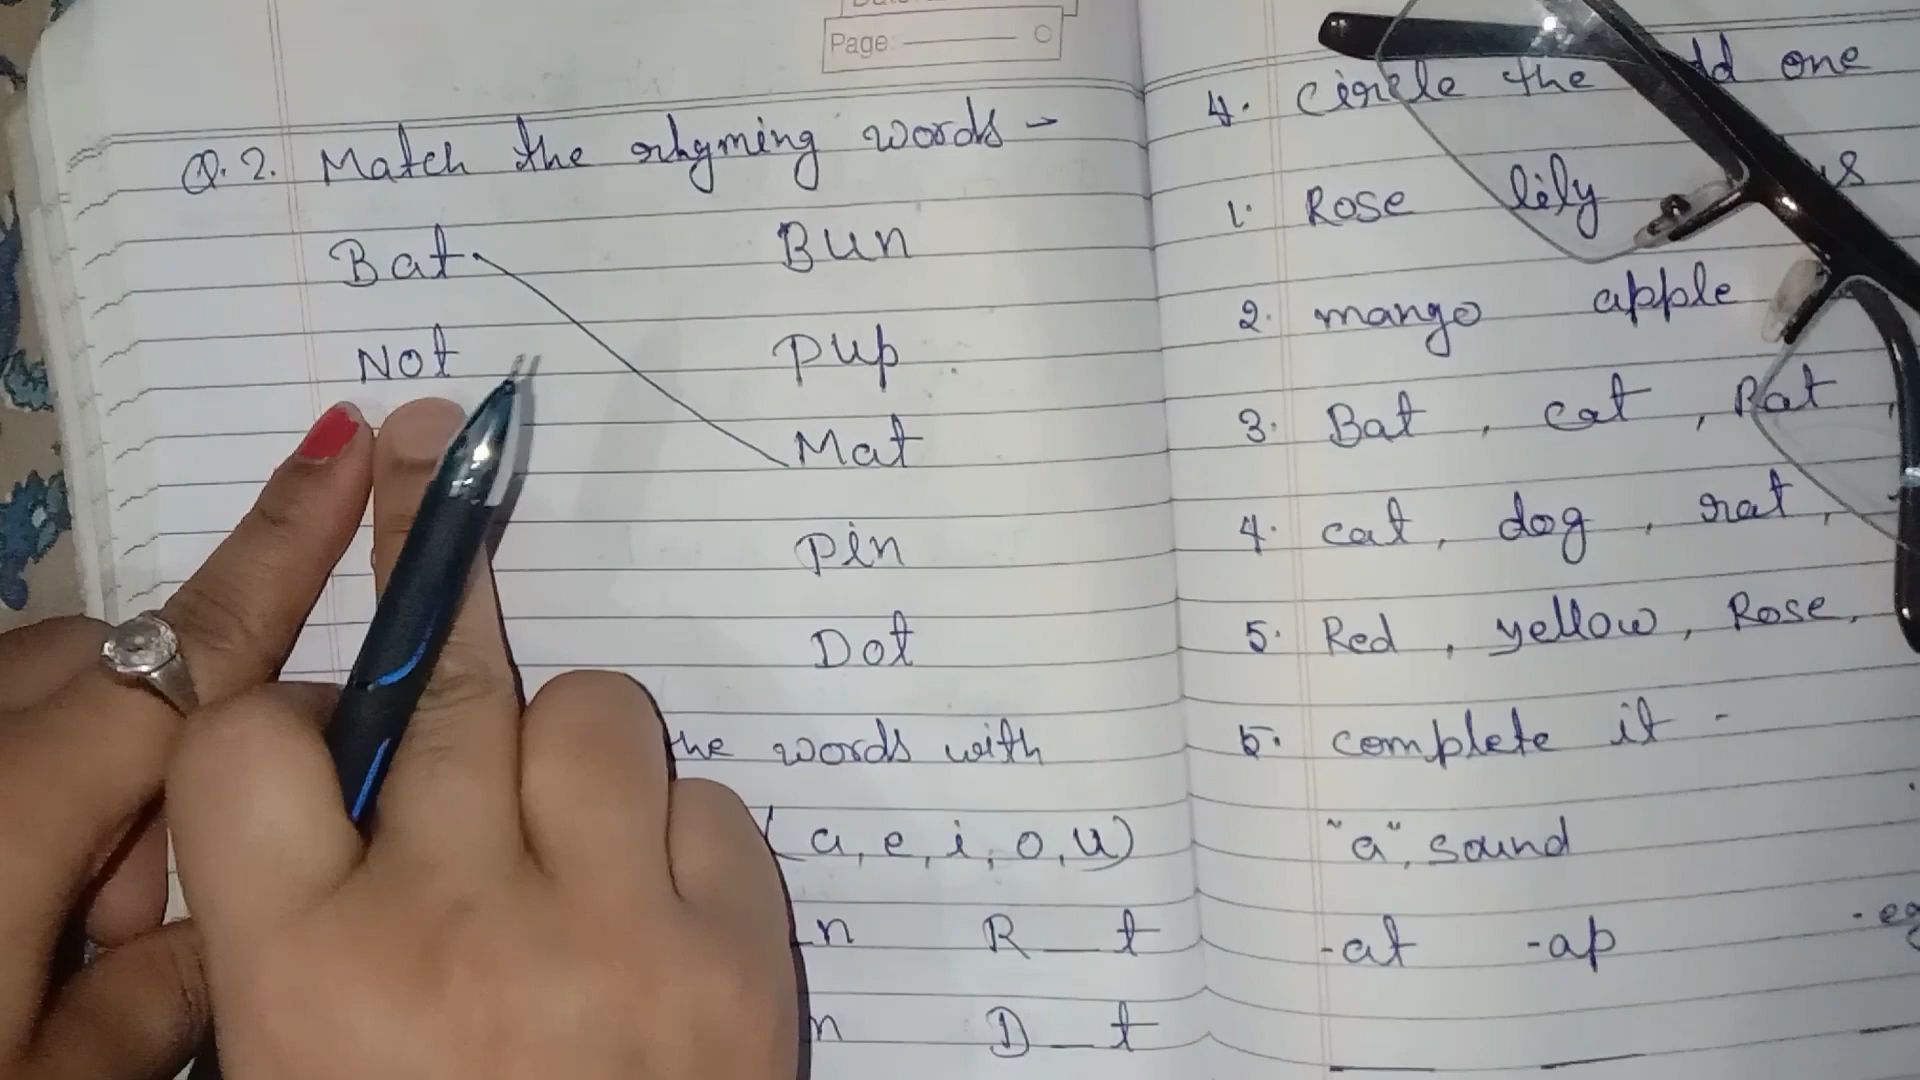 Page:
Q.2. Match the rhyming words -
Bat Bun
Not Pup
Mat
Pin
Dot
the words with
(a, e, i, o, u)
n R_t
n D_t
4. Circle the odd one
1. Rose lily
2. mango apple
3. Bat, cat, Rat,
4. cat, dog, rat,
5. Red, yellow, Rose,
5. complete it -
"a", sound
-at -ap -eg